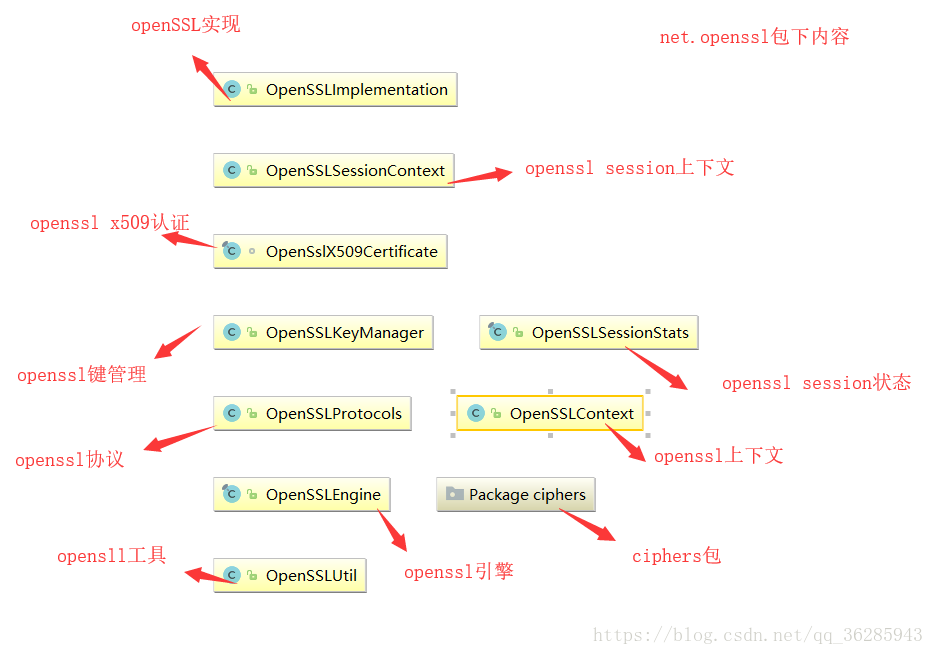 openSSL实现
net.openssl包下内容
C OpenSSLImplementation
C OpenSSLSessionContext
openssl session上下文
openssl x509认证
C OpenSslX509Certificate
C OpenSSLKeyManager
C OpenSSLSessionStats
openssl键管理
openssl session状态
C OpenSSLProtocols
C OpenSSLContext
openssl协议
openssl上下文
C OpenSSLEngine
Package ciphers
opensll工具
ciphers包
openssl引擎
C OpenSSLUtil
https://blog.csdn.net/qq_36285943